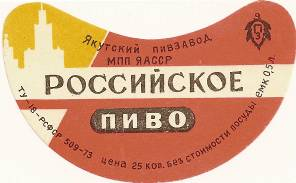 Якутский пивзавод
МПП ЯАССР
РОССИЙСКОЕ
ПИВО
ТУ-18-РСФСР 509-73 цена 25 коп. Без стоимости посуды емк 0,5 л.